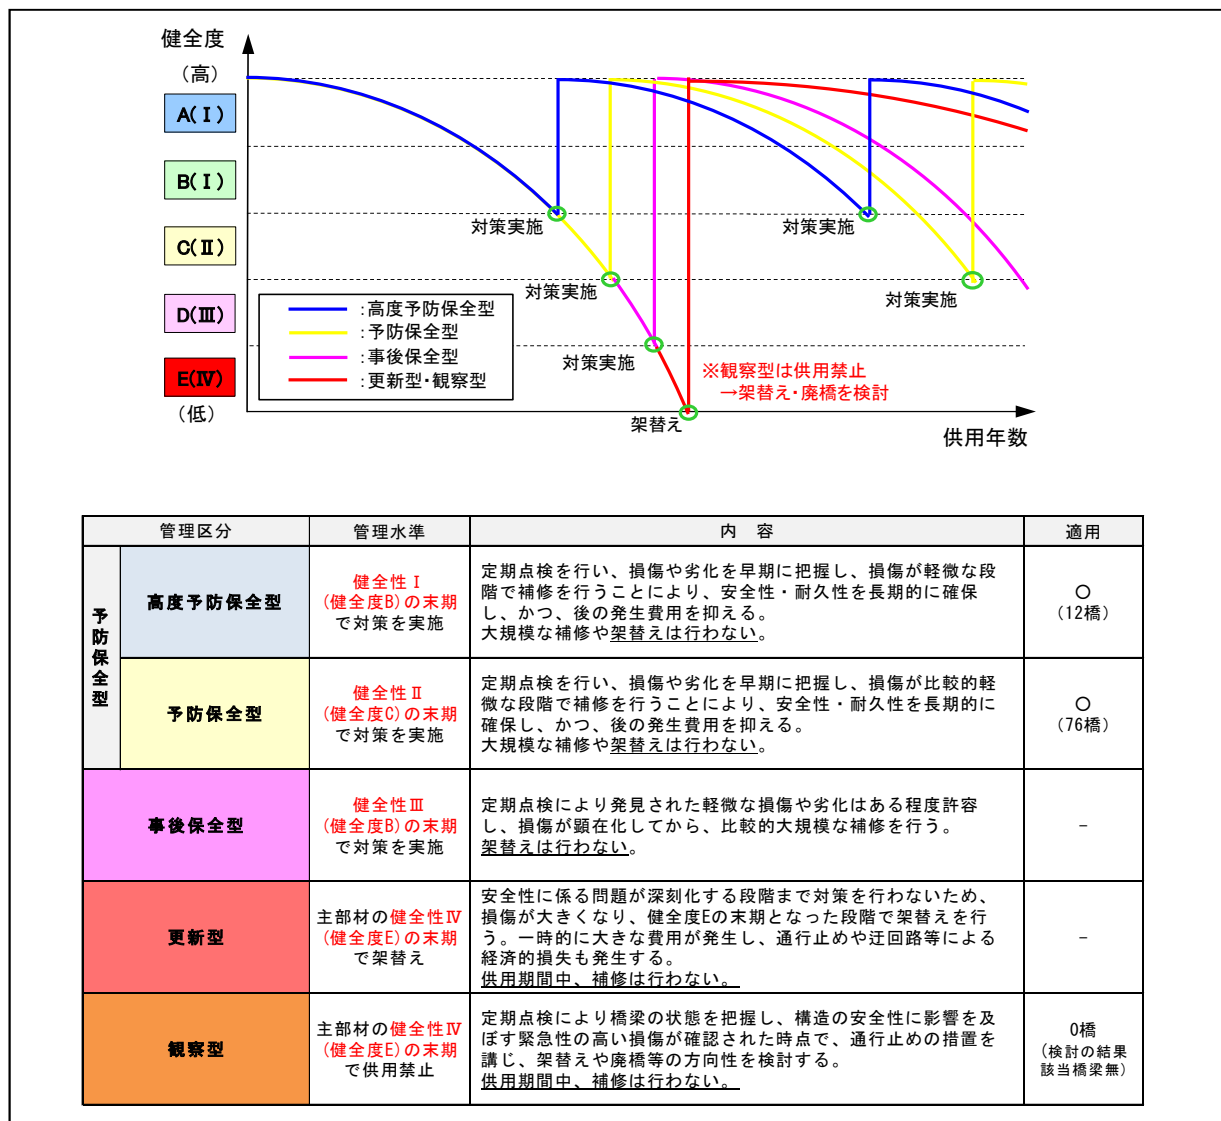 健全度
(高)
A(Ⅰ)
B(Ⅰ)
C(Ⅱ)
D(Ⅲ)
E(Ⅳ)
(低)
対策実施
対策実施
対策実施
対策実施
対策実施
架替え
:高度予防保全型
:予防保全型
:事後保全型
:更新型・観察型
※観察型は供用禁止
→架替え・廃橋を検討
供用年数
管理区分
管理水準
内 容
適用
予防保全型
高度予防保全型
健全性Ⅰ
(健全度B)の末期
で対策を実施
定期点検を行い、損傷や劣化を早期に把握し、損傷が軽微な段
階で補修を行うことにより、安全性・耐久性を長期的に確保
し、かつ、後の発生費用を抑える。
大規模な補修や架替えは行わない。
○
(12橋)
予防保全型
健全性Ⅱ
(健全度C)の末期
で対策を実施
定期点検を行い、損傷や劣化を早期に把握し、損傷が比較的軽
微な段階で補修を行うことにより、安全性・耐久性を長期的に
確保し、かつ、後の発生費用を抑える。
大規模な補修や架替えは行わない。
○
(76橋)
事後保全型
健全性Ⅲ
(健全度B)の末期
で対策を実施
定期点検により発見された軽微な損傷や劣化はある程度許容
し、損傷が顕在化してから、比較的大規模な補修を行う。
架替えは行わない。
-
更新型
主部材の健全性Ⅳ
(健全度E)の末期
で架替え
安全性に係る問題が深刻化する段階まで対策を行わないため、
損傷が大きくなり、健全度Eの末期となった段階で架替えを行
う。一時的に大きな費用が発生し、通行止めや迂回路等による
経済的損失も発生する。
供用期間中、補修は行わない。
-
観察型
主部材の健全性Ⅳ
(健全度E)の末期
で供用禁止
定期点検により橋梁の状態を把握し、構造の安全性に影響を及
ぼす緊急性の高い損傷が確認された時点で、通行止めの措置を
講じ、架替えや廃橋等の方向性を検討する。
供用期間中、補修は行わない。
0橋
(検討の結果
該当橋梁無)